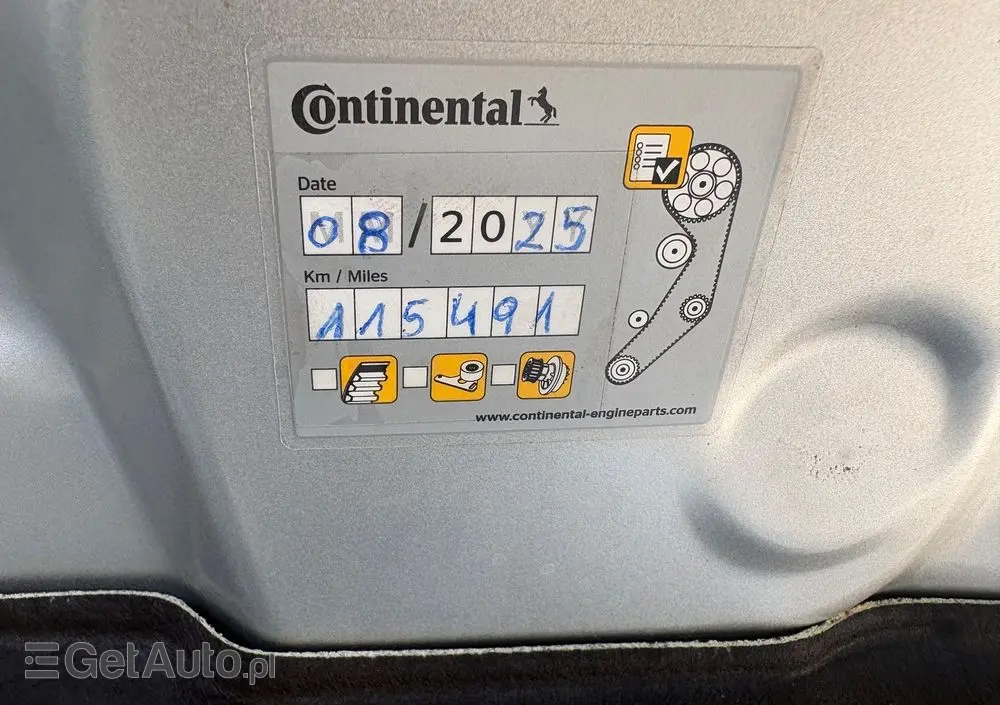 Continental
Date
08/2025
Km / Miles
115491
www.continental-engineparts.com
GetAuto.pl